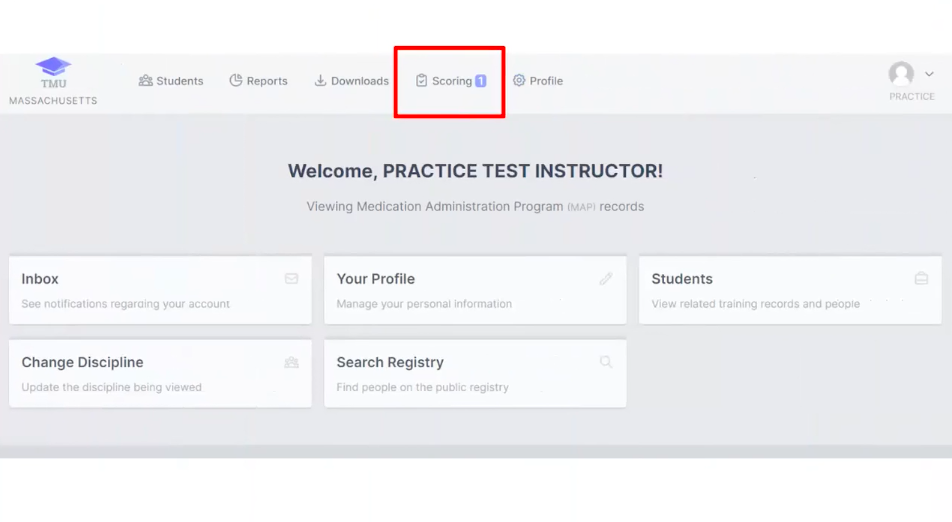 TMU
MASSACHUSETTS
Students Reports Downloads Scoring 1 Profile
PRACTICE
Welcome, PRACTICE TEST INSTRUCTOR!
Viewing Medication Administration Program (MAP) records
Inbox
See notifications regarding your account
Your Profile
Manage your personal information
Students
View related training records and people
Change Discipline
Update the discipline being viewed
Search Registry
Find people on the public registry